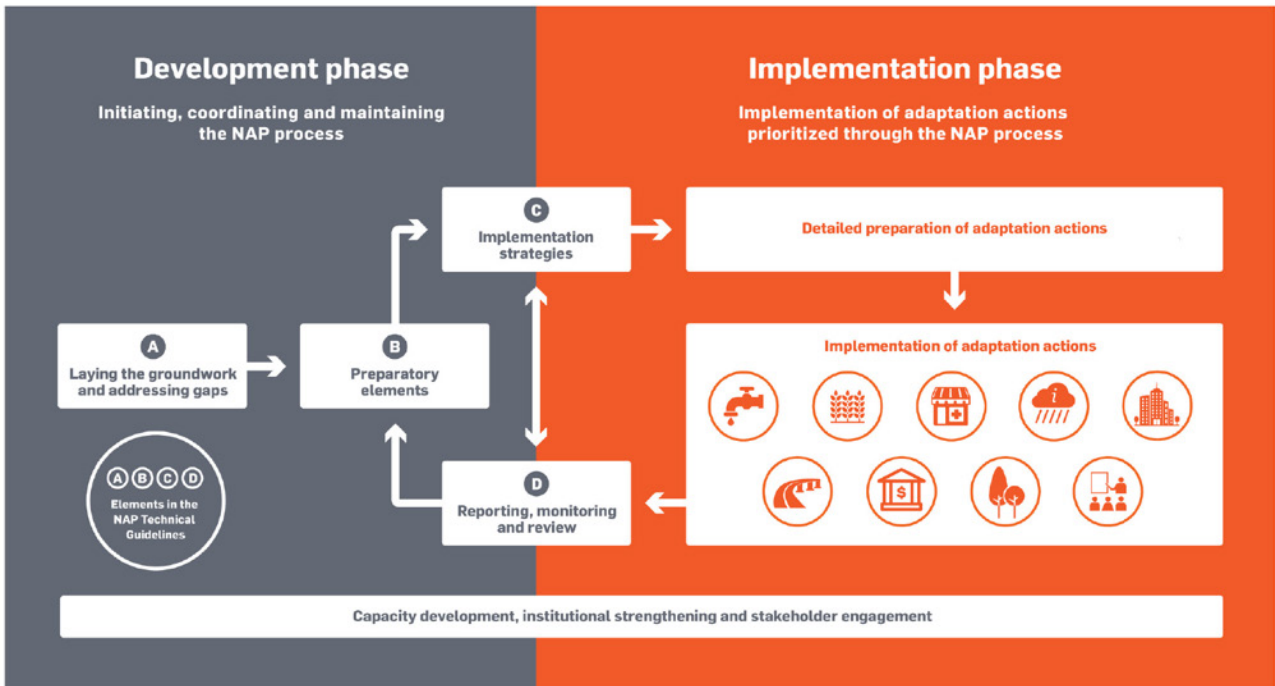 Development phase
Initiating, coordinating and maintaining
the NAP process
Implementation phase
Implementation of adaptation actions
prioritized through the NAP process
C
Implementation
strategies
Detailed preparation of adaptation actions
A
Laying the groundwork
and addressing gaps
B
Preparatory
elements
Implementation of adaptation actions
i
$
A B C D
Elements in the
NAP Technical
Guidelines
D
Reporting, monitoring
and review
Capacity development, institutional strengthening and stakeholder engagement